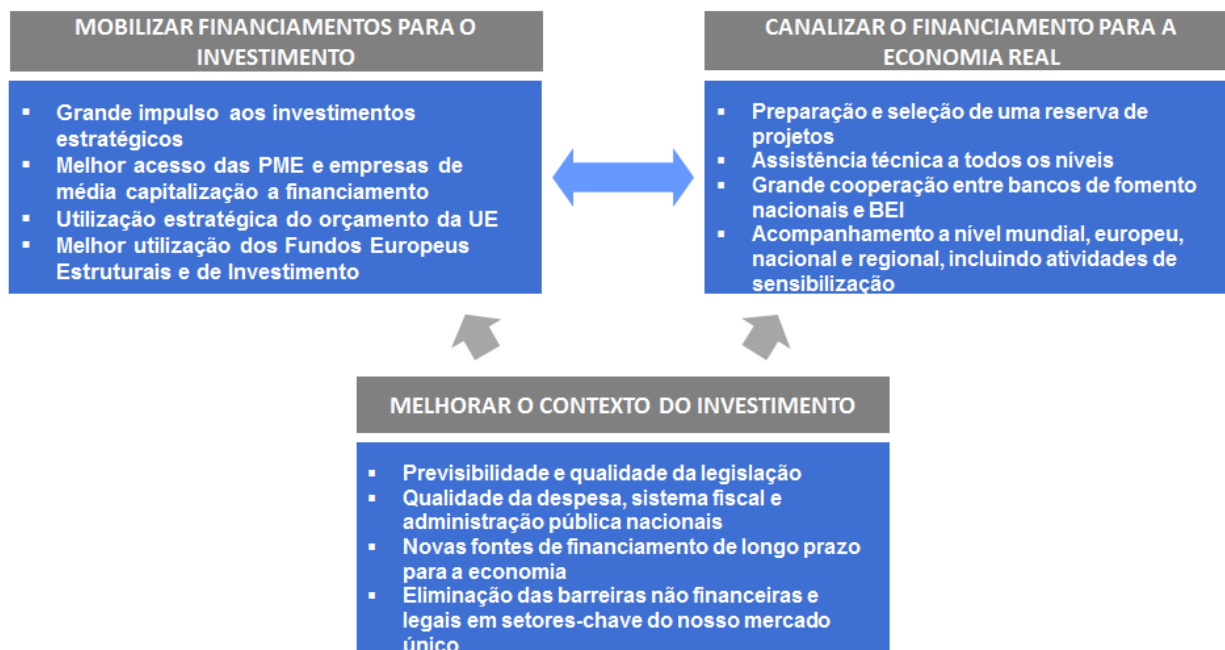 MOBILIZAR FINANCIAMENTOS PARA O
INVESTIMENTO
▪ Grande impulso aos investimentos
estratégicos
▪ Melhor acesso das PME e empresas de
média capitalização a financiamento
▪ Utilização estratégica do orçamento da UE
▪ Melhor utilização dos Fundos Europeus
Estruturais e de Investimento
CANALIZAR O FINANCIAMENTO PARA A
ECONOMIA REAL
▪ Preparação e seleção de uma reserva de
projetos
▪ Assistência técnica a todos os níveis
▪ Grande cooperação entre bancos de fomento
nacionais e BEI
▪ Acompanhamento a nível mundial, europeu,
nacional e regional, incluindo atividades de
sensibilização
MELHORAR O CONTEXTO DO INVESTIMENTO
▪ Previsibilidade e qualidade da legislação
▪ Qualidade da despesa, sistema fiscal e
administração pública nacionais
▪ Novas fontes de financiamento de longo prazo
para a economia
▪ Eliminação das barreiras não financeiras e
legais em setores-chave do nosso mercado
único